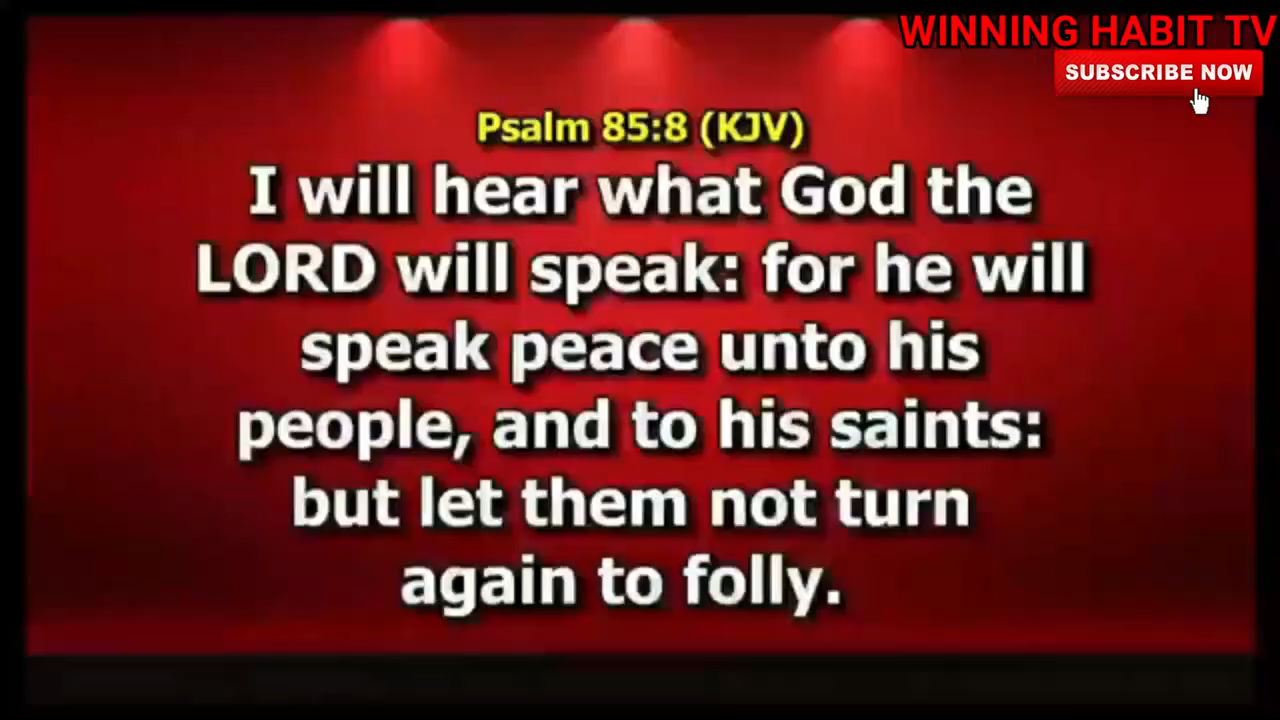 WINNING HABIT TV
SUBSCRIBE NOW
Psalm 85:8 (KJV)
I will hear what God the
LORD will speak: for he will
speak peace unto his
people, and to his saints:
but let them not turn
again to folly.